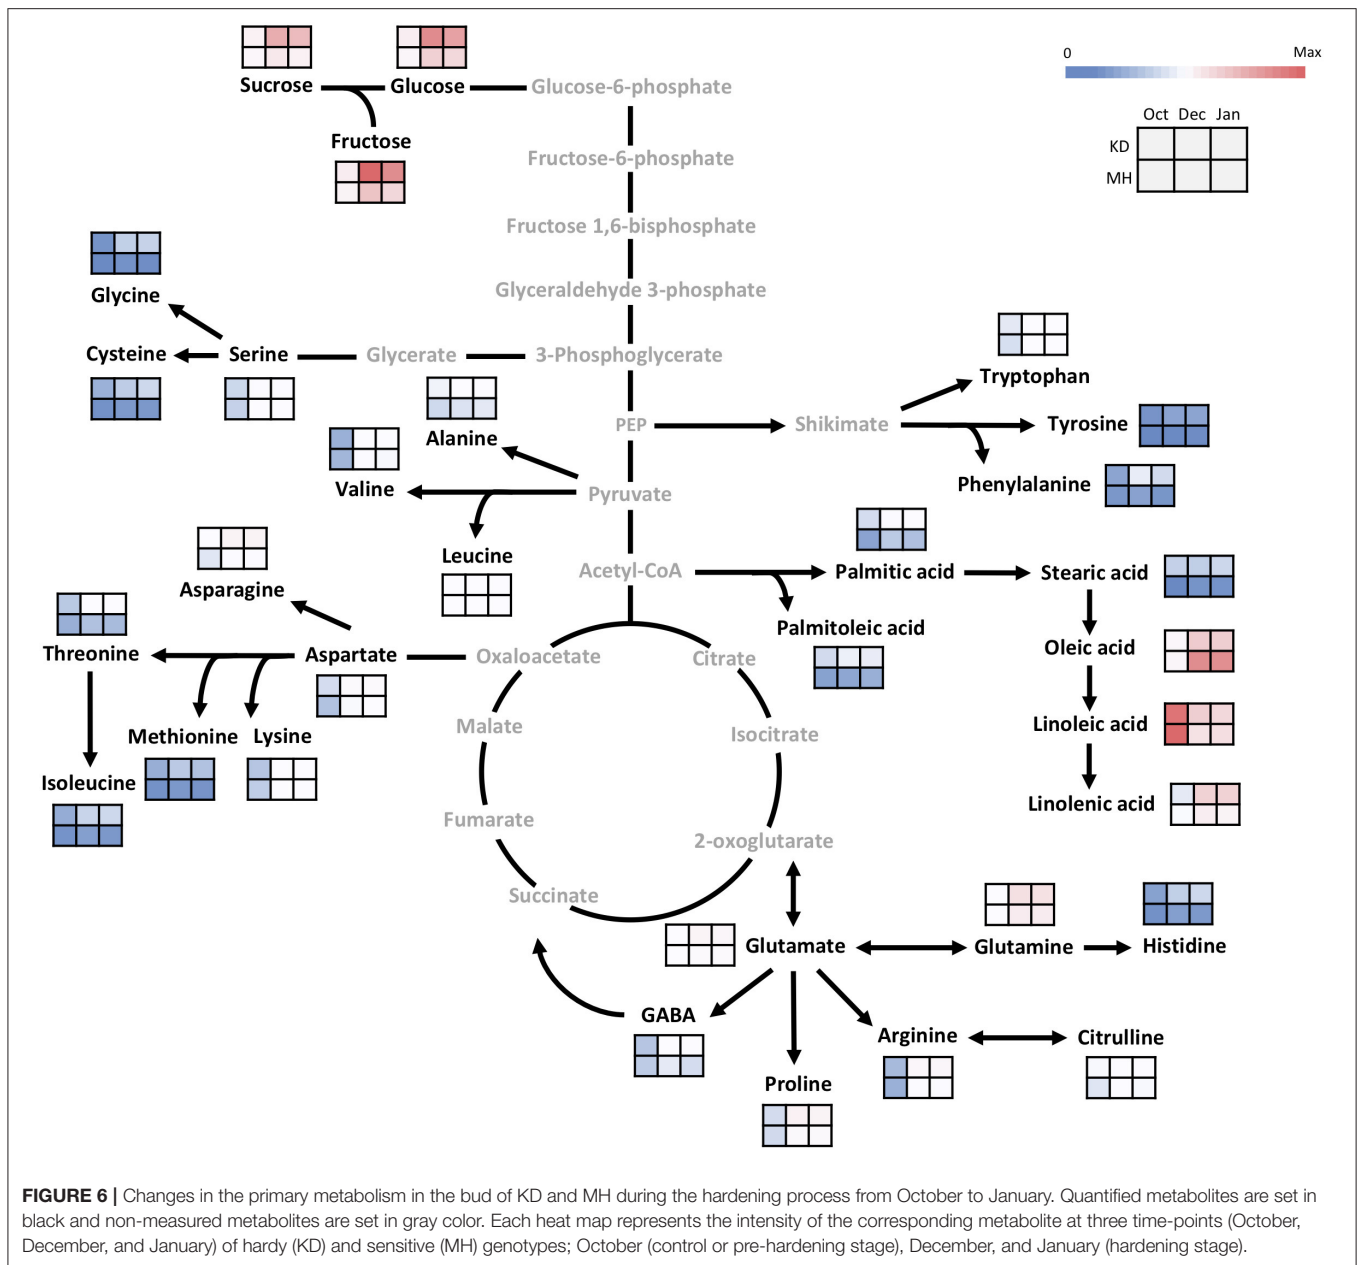 0 Max
Oct Dec Jan
KD
MH
Sucrose Glucose Glucose-6-phosphate
Fructose
Fructose-6-phosphate
Fructose 1,6-bisphosphate
Glycine
Glyceraldehyde 3-phosphate
Cysteine Serine Glycerate 3-Phosphoglycerate
Tryptophan
Alanine
PEP Shikimate Tyrosine
Valine
Pyruvate
Phenylalanine
Leucine
Acetyl-CoA Palmitic acid Stearic acid
Asparagine
Palmitoleic acid
Threonine Aspartate Oxaloacetate Citrate
Oleic acid
Malate Isocitrate
Linoleic acid
Methionine Lysine
Isoleucine
Linolenic acid
Fumarate
2-oxoglutarate
Succinate
Glutamate Glutamine Histidine
GABA
Arginine Citrulline
Proline
FIGURE 6 | Changes in the primary metabolism in the bud of KD and MH during the hardening process from October to January. Quantified metabolites are set in
black and non-measured metabolites are set in gray color. Each heat map represents the intensity of the corresponding metabolite at three time-points (October,
December, and January) of hardy (KD) and sensitive (MH) genotypes; October (control or pre-hardening stage), December, and January (hardening stage).